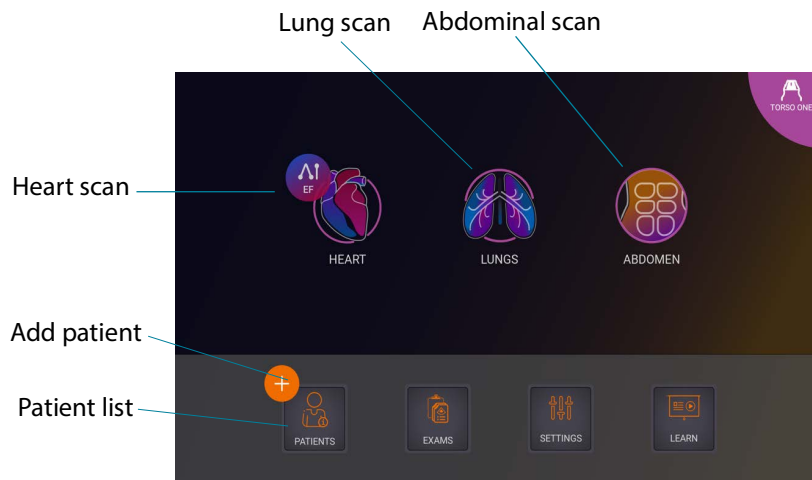 Lung scan
Abdominal scan
TORSO ONE
Heart scan
AI
EF
HEART
LUNGS
ABDOMEN
Add patient
+
Patient list
PATIENTS
EXAMS
SETTINGS
LEARN